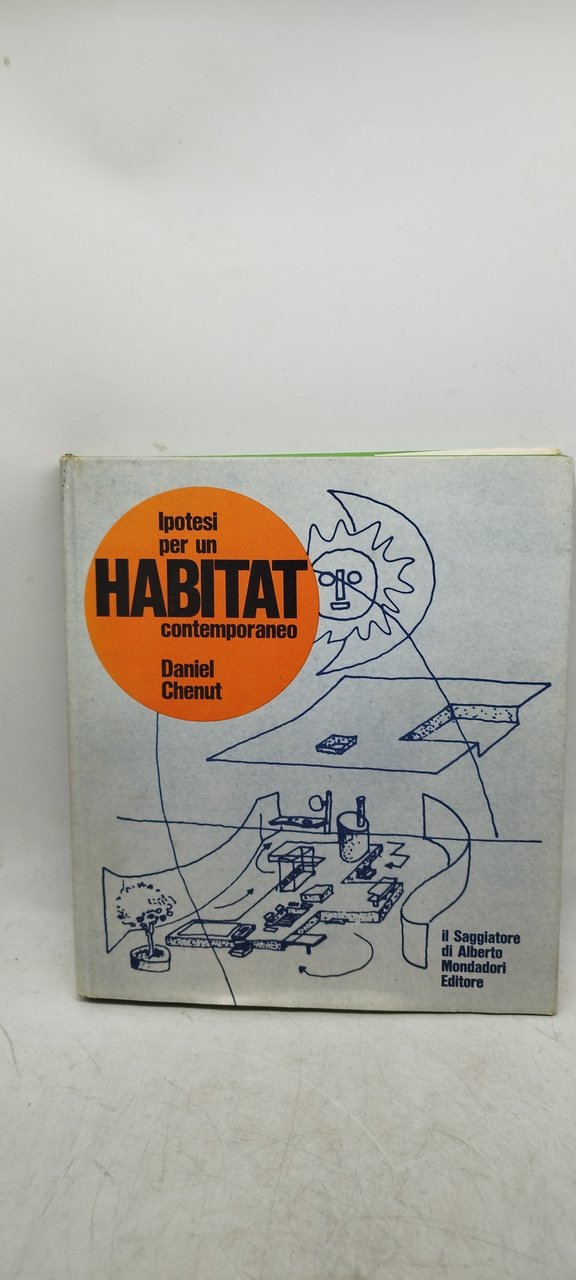 Ipotesi
per un
HABITAT
contemporaneo
Daniel
Chenut
il Saggiatore
di Alberto
Mondadori
Editore